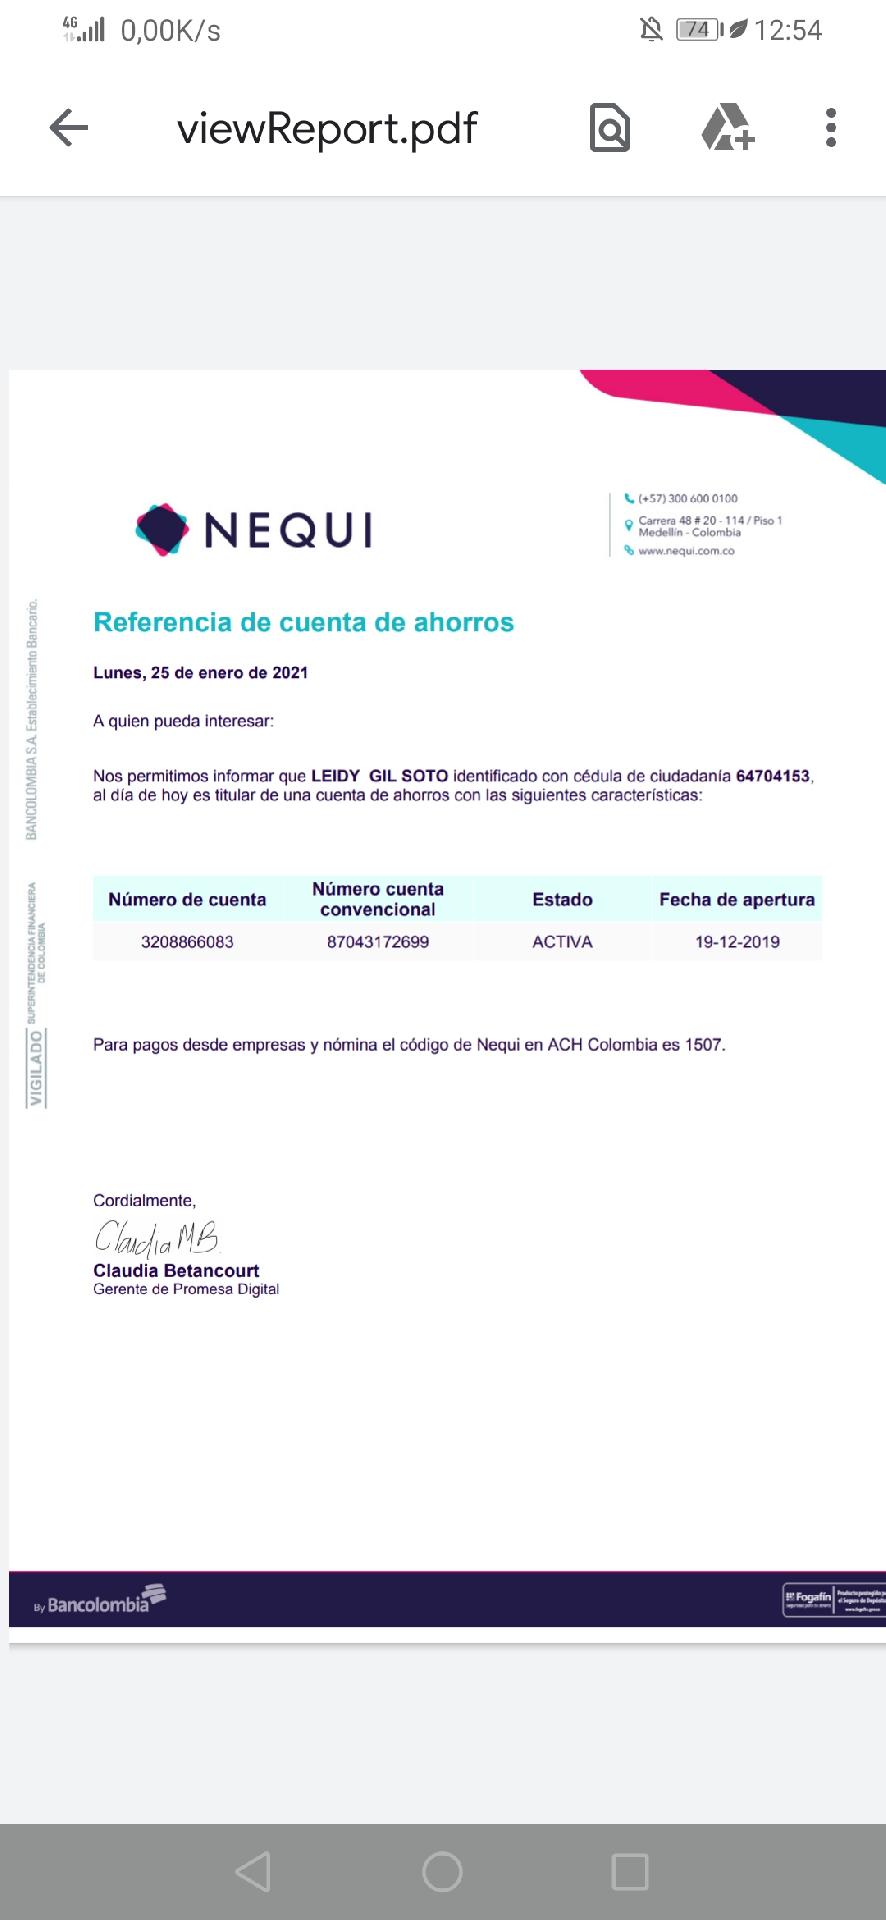 4G 0,00K/s 74 12:54
viewReport.pdf
NEQUI
(+57) 300 600 0100
Carrera 48 # 20 - 114 / Piso 1
Medellín - Colombia
www.nequi.com.co
Referencia de cuenta de ahorros
Lunes, 25 de enero de 2021
A quien pueda interesar:
Nos permitimos informar que LEIDY GIL SOTO identificado con cédula de ciudadanía 64704153,
al día de hoy es titular de una cuenta de ahorros con las siguientes características:
Número de cuenta Número cuenta convencional Estado Fecha de apertura
3208866083 87043172699 ACTIVA 19-12-2019
Para pagos desde empresas y nómina el código de Nequi en ACH Colombia es 1507.
Cordialmente,
Claudia MB
Claudia Betancourt
Gerente de Promesa Digital
BANCOLOMBIA S.A. Establecimiento Bancario.
VIGILADO SUPERINTENDENCIA FINANCIERA
DE COLOMBIA
By Bancolombia
Fogafín